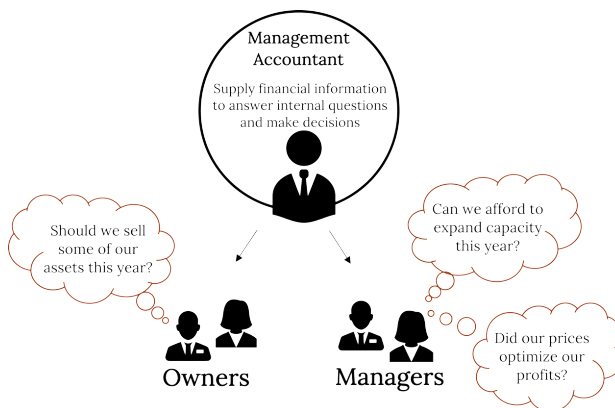 Management
Accountant
Supply financial information
to answer internal questions
and make decisions
Should we sell
some of our
assets this year?
Can we afford to
expand capacity
this year?
Did our prices
optimize our
profits?
Owners
Managers